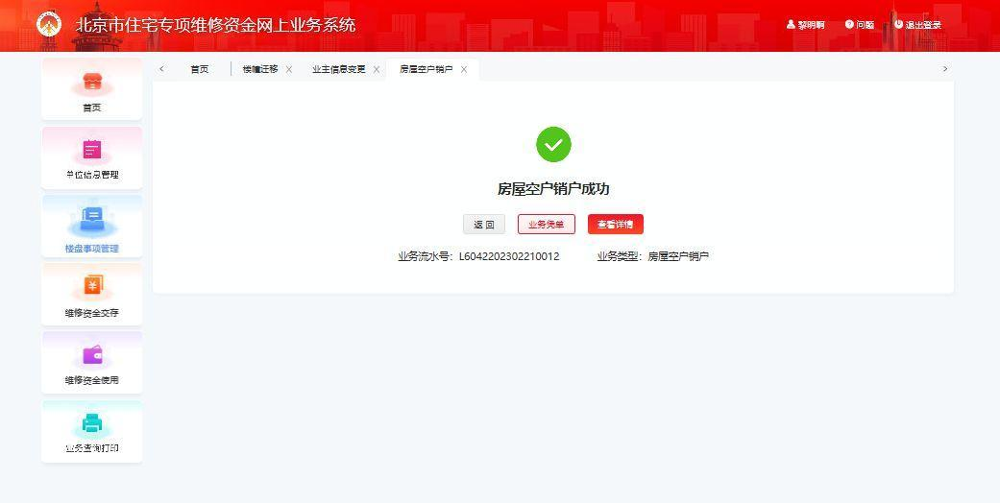 北京市住宅专项维修资金网上业务系统
黎明啊 问题 退出登录
首页 楼幢迁移 业主信息变更 房屋空户销户
首页
单位信息管理
楼盘事项管理
维修资金交存
维修资金使用
业务查询打印
房屋空户销户成功
返回 业务凭单 查看详情
业务流水号：L6042202302210012 业务类型：房屋空户销户